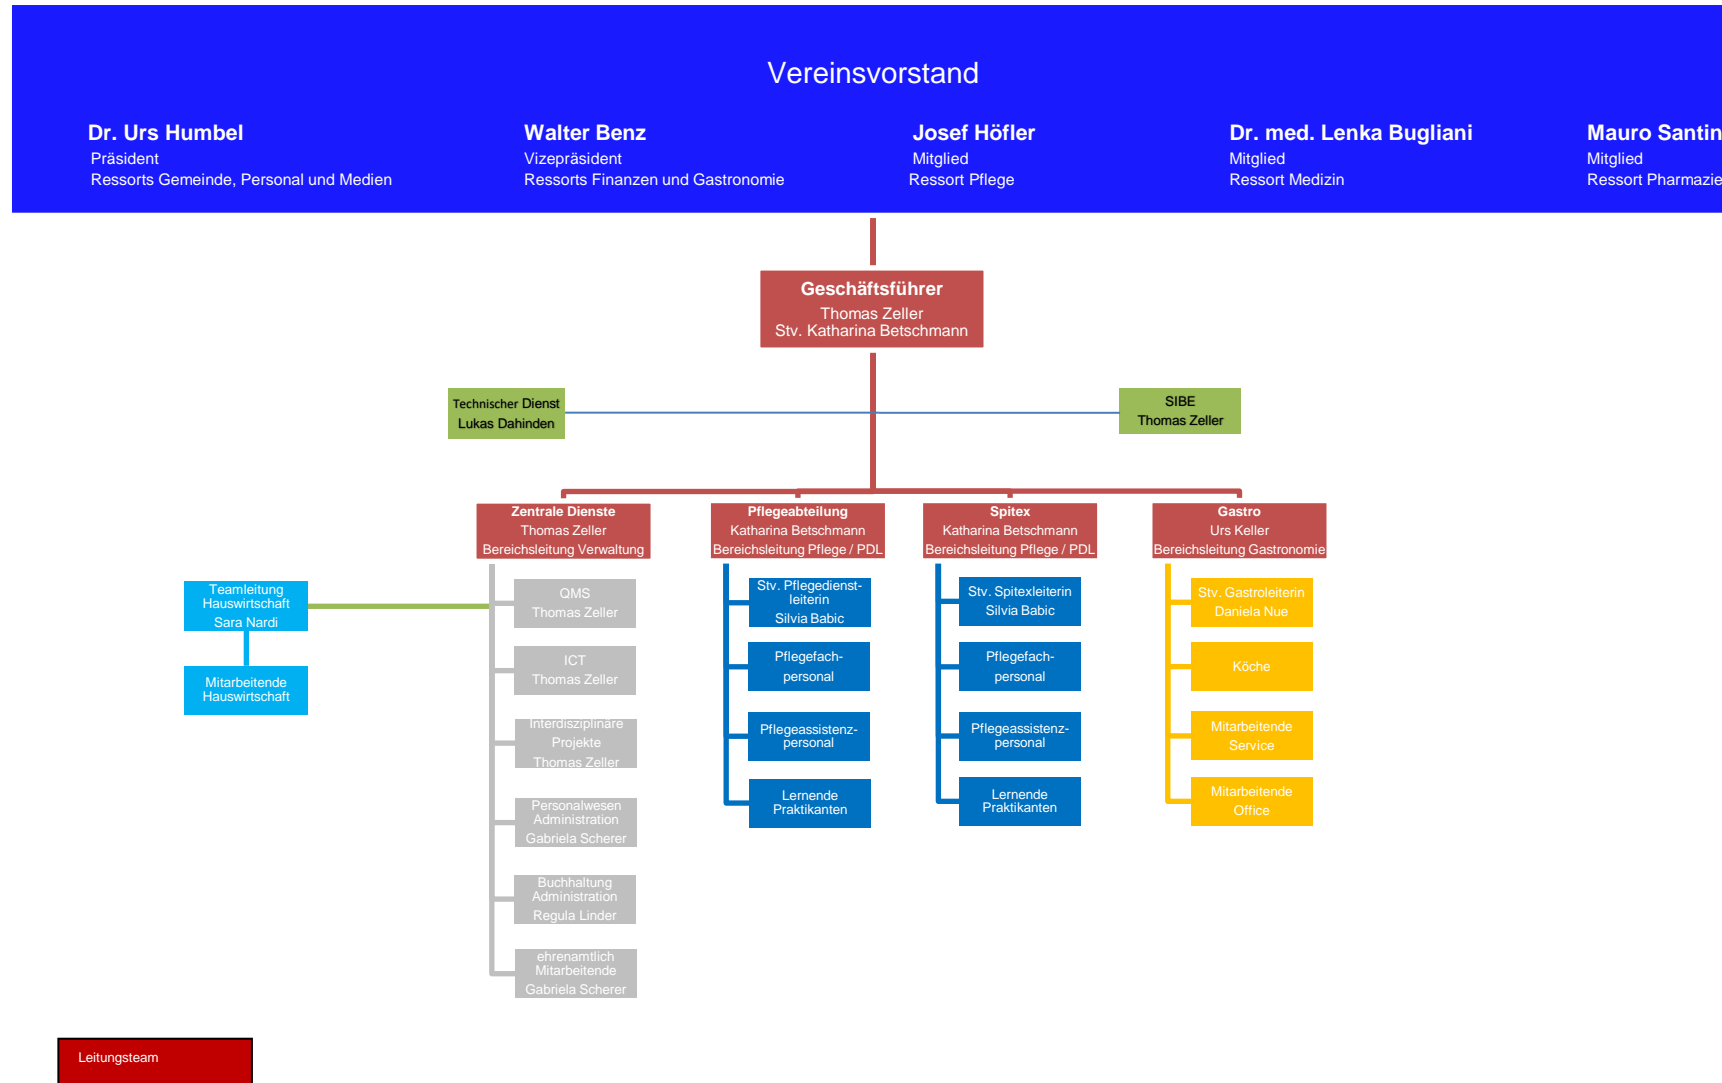 Vereinsvorstand
Dr. Urs Humbel
Präsident
Ressorts Gemeinde, Personal und Medien
Walter Benz
Vizepräsident
Ressorts Finanzen und Gastronomie
Josef Höfler
Mitglied
Ressort Pflege
Dr. med. Lenka Bugliani
Mitglied
Ressort Medizin
Mauro Santin
Mitglied
Ressort Pharmazie
Geschäftsführer
Thomas Zeller
Stv. Katharina Betschmann
Technischer Dienst
Lukas Dahinden
SIBE
Thomas Zeller
Zentrale Dienste
Thomas Zeller
Bereichsleitung Verwaltung
Pflegeabteilung
Katharina Betschmann
Bereichsleitung Pflege / PDL
Spitex
Katharina Betschmann
Bereichsleitung Pflege / PDL
Gastro
Urs Keller
Bereichsleitung Gastronomie
Teamleitung
Hauswirtschaft
Sara Nardi
Mitarbeitende
Hauswirtschaft
QMS
Thomas Zeller
ICT
Thomas Zeller
Interdisziplinäre
Projekte
Thomas Zeller
Personalwesen
Administration
Gabriela Scherer
Buchhaltung
Administration
Regula Linder
ehrenamtlich
Mitarbeitende
Gabriela Scherer
Stv. Pflegedienst-
leiterin
Silvia Babic
Pflegefach-
personal
Pflegeassistenz-
personal
Lernende
Praktikanten
Stv. Spitexleiterin
Silvia Babic
Pflegefach-
personal
Pflegeassistenz-
personal
Lernende
Praktikanten
Stv. Gastroleiterin
Daniela Nue
Köche
Mitarbeitende
Service
Mitarbeitende
Office
Leitungsteam